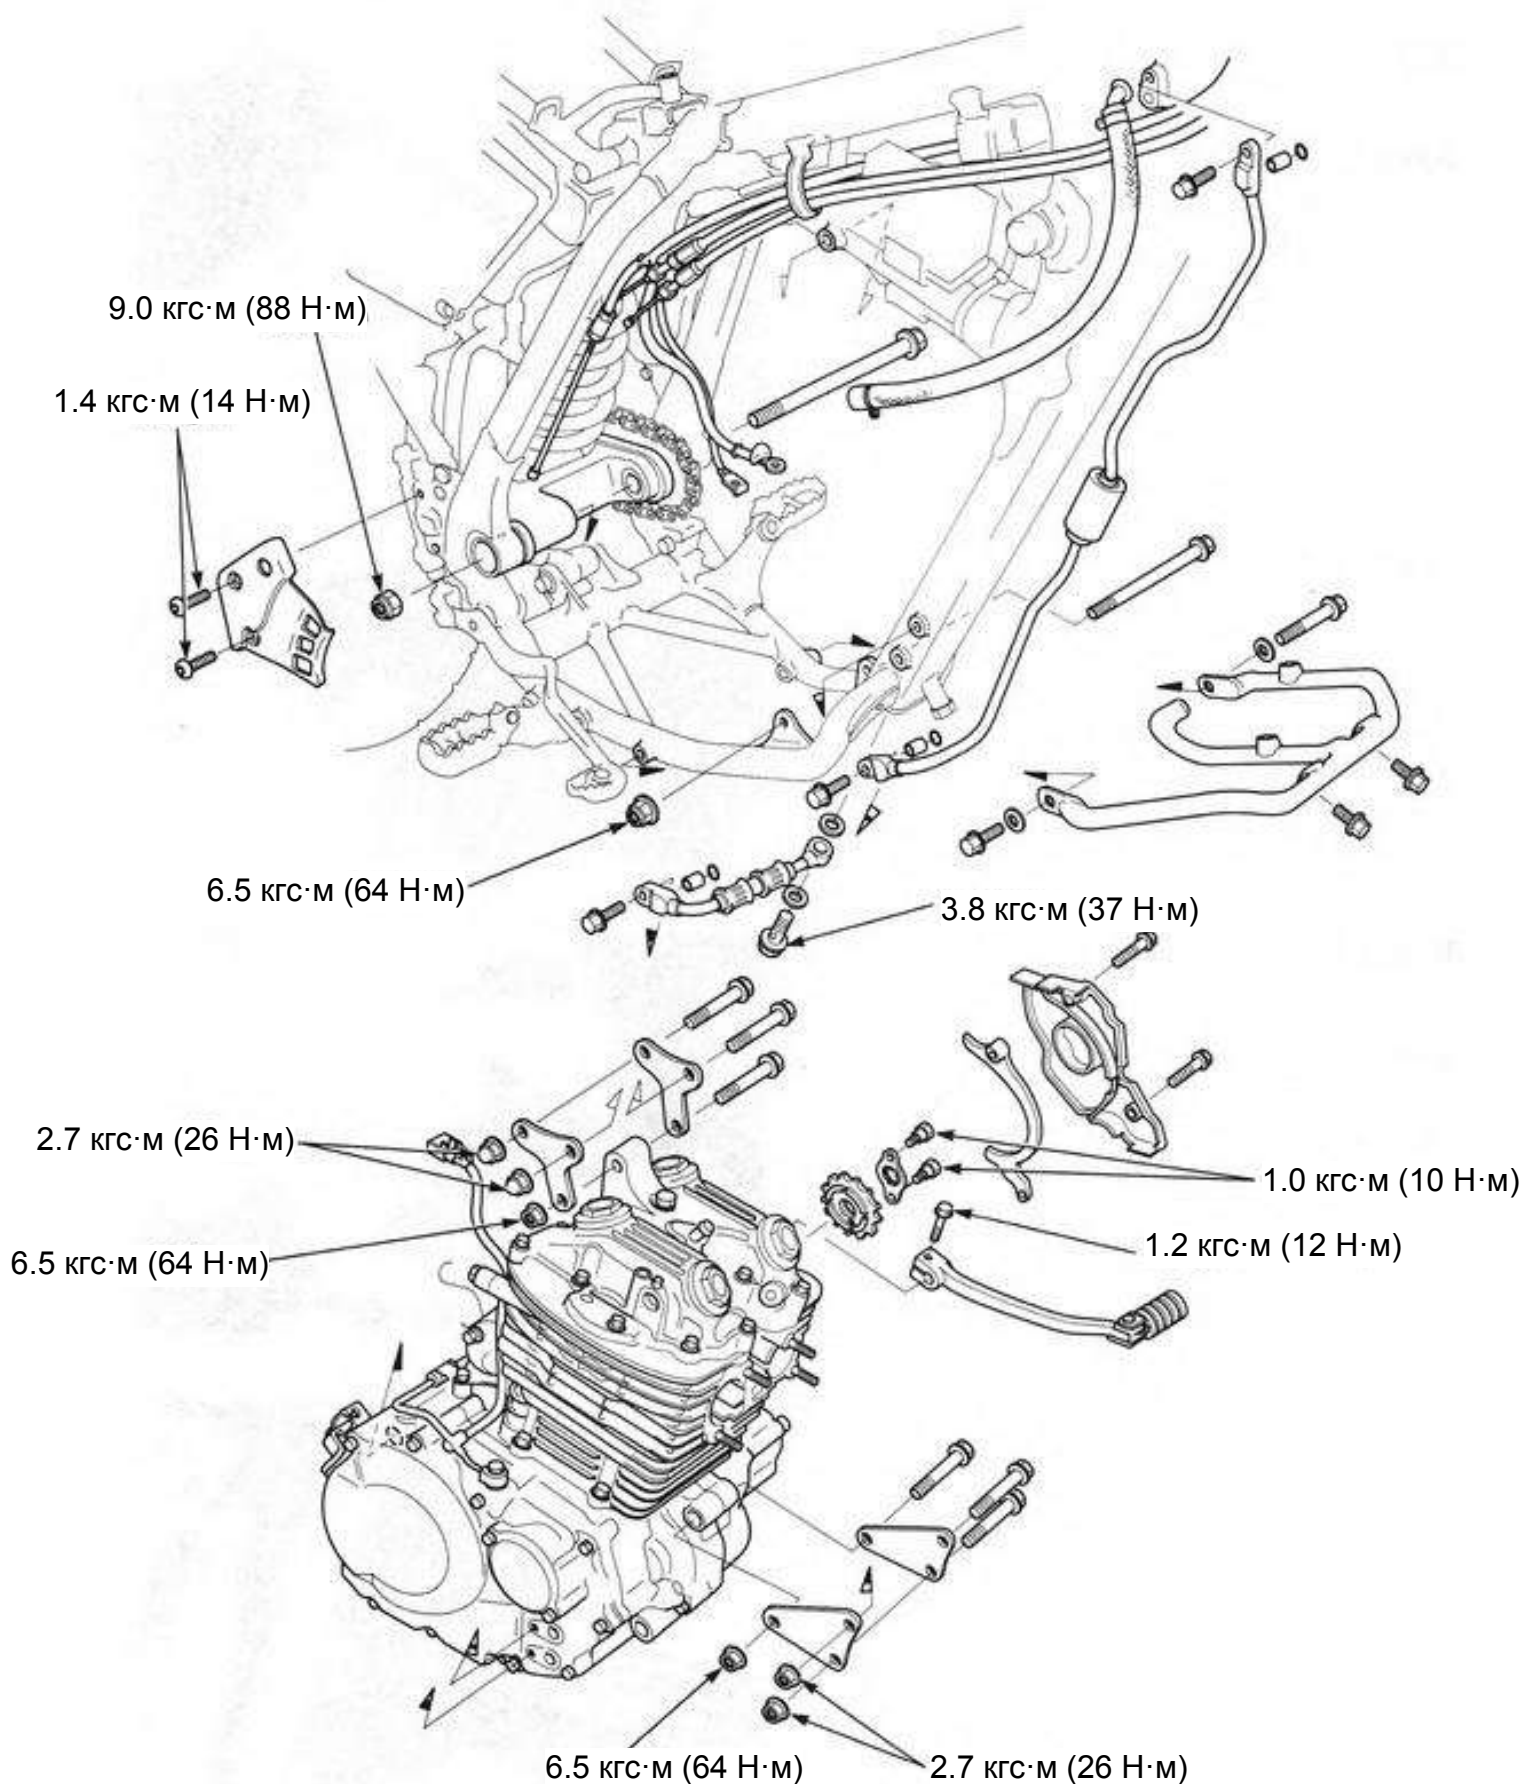 9.0 кгс·м (88 Н·м)
1.4 кгс·м (14 Н·м)
6.5 кгс·м (64 Н·м)
3.8 кгс·м (37 Н·м)
2.7 кгс·м (26 Н·м)
1.0 кгс·м (10 Н·м)
1.2 кгс·м (12 Н·м)
6.5 кгс·м (64 Н·м)
6.5 кгс·м (64 Н·м)
2.7 кгс·м (26 Н·м)